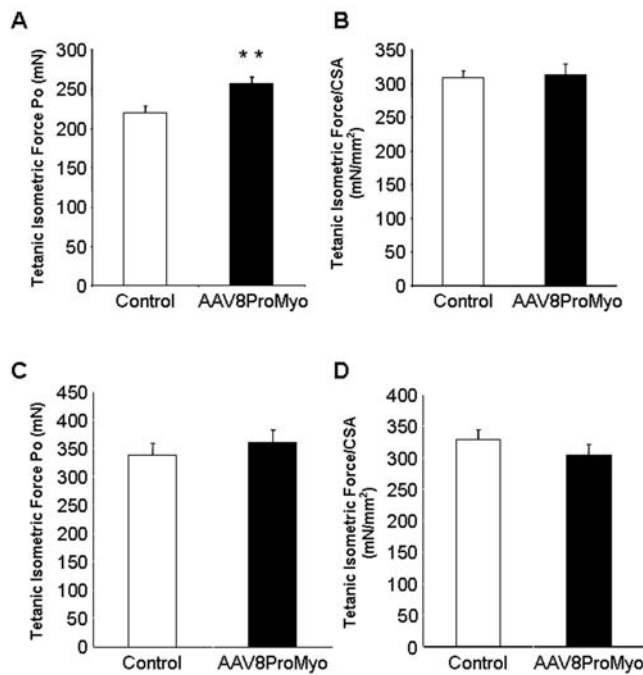 A
Tetanic Isometric Force Po (mN)
300
250
200
150
100
50
0
* *
Control
AAV8ProMyo
B
Tetanic Isometric Force/CSA
(mN/mm²)
350
300
250
200
150
100
50
0
Control
AAV8ProMyo
C
Tetanic Isometric Force Po (mN)
450
400
350
300
250
200
150
100
50
0
Control
AAV8ProMyo
D
Tetanic Isometric Force/CSA
(mN/mm²)
400
350
300
250
200
150
100
50
0
Control
AAV8ProMyo